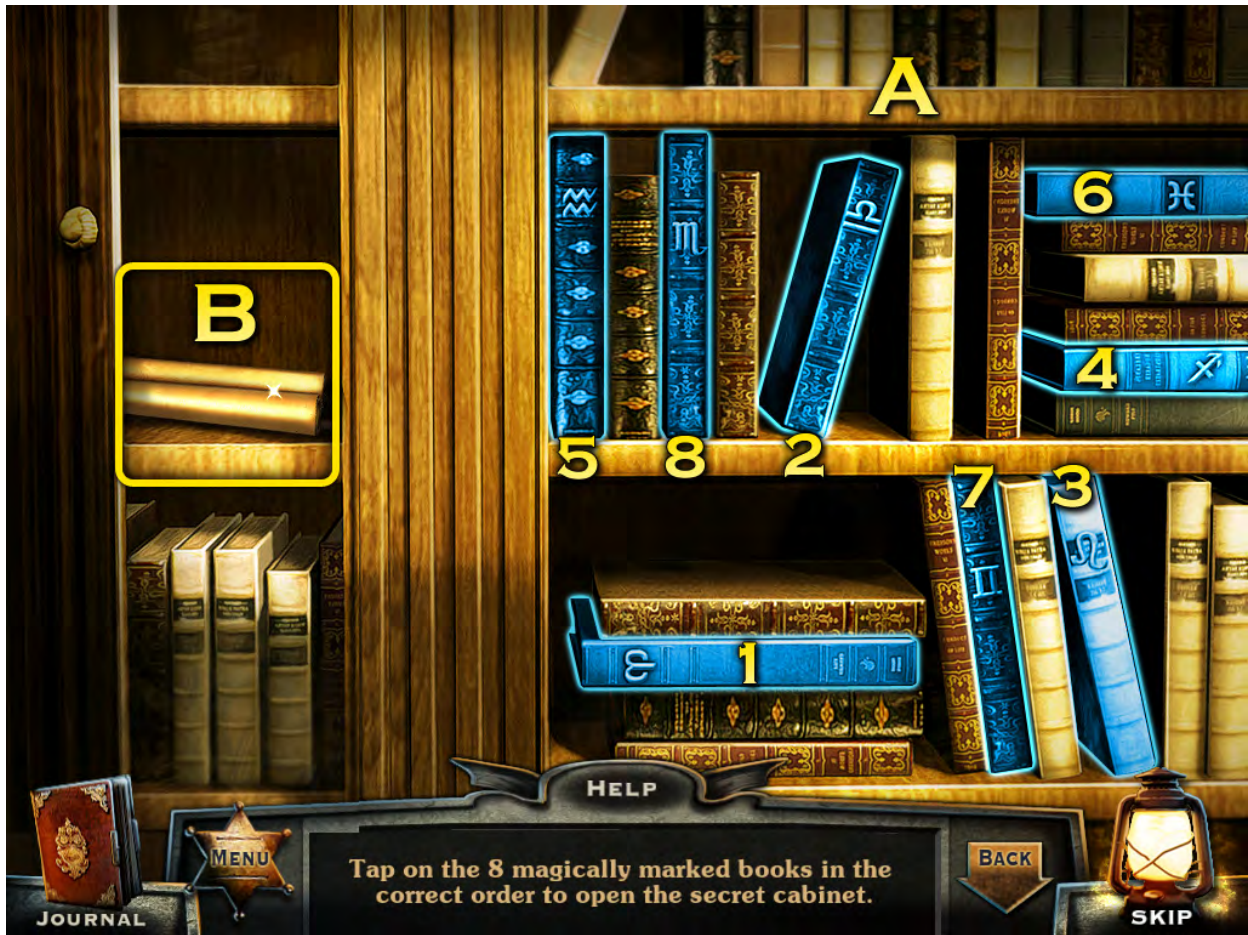 A
6
B
4
5
8
2
7
3
1
HELP
MENU
Tap on the 8 magically marked books in the
correct order to open the secret cabinet.
BACK
JOURNAL
SKIP